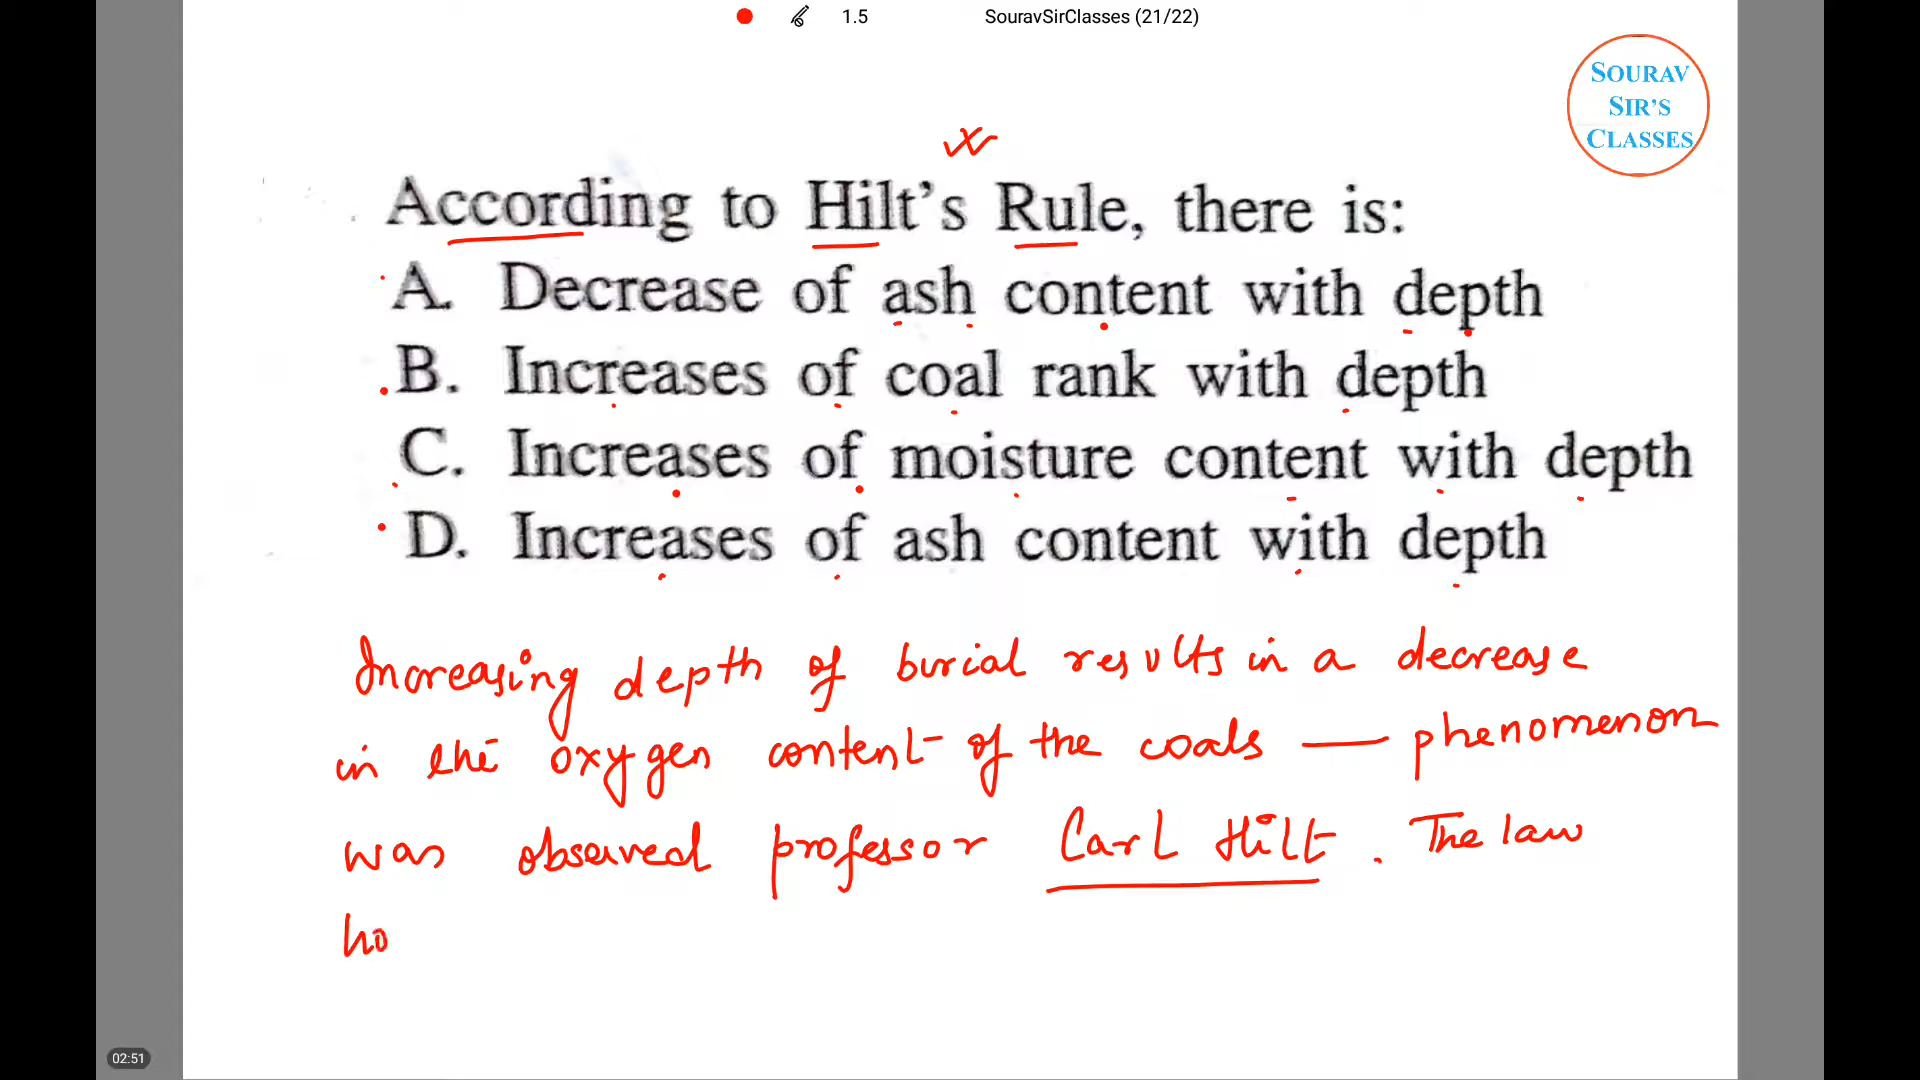 1.5 SouravSirClasses (21/22)
SOURAV
SIR'S
CLASSES
According to Hilt's Rule, there is:
A. Decrease of ash content with depth
B. Increases of coal rank with depth
C. Increases of moisture content with depth
D. Increases of ash content with depth
Increasing depth of burial results in a decrease
in the oxygen content of the coals — phenomenon
was observed professor Carl Hilt. The law
ho
02:51